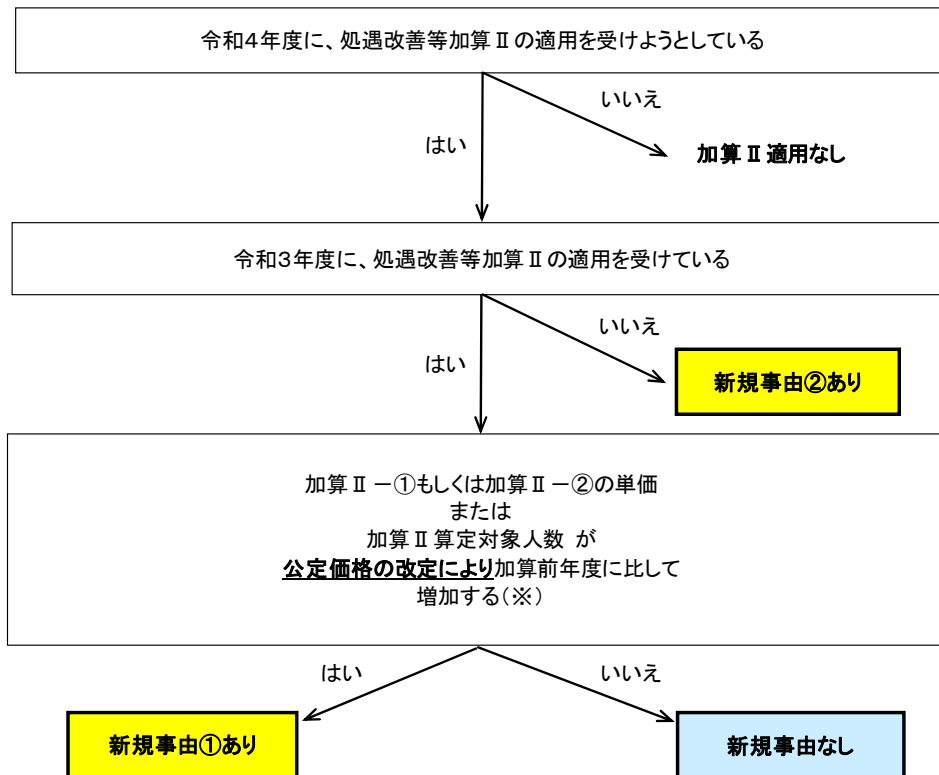 令和4年度に、処遇改善等加算Ⅱの適用を受けようとしている
いいえ
はい
加算Ⅱ適用なし
令和3年度に、処遇改善等加算Ⅱの適用を受けている
いいえ
はい
新規事由②あり
加算Ⅱ－①もしくは加算Ⅱ－②の単価
または
加算Ⅱ算定対象人数 が
公定価格の改定により加算前年度に比して
増加する(※)
はい
いいえ
新規事由①あり
新規事由なし